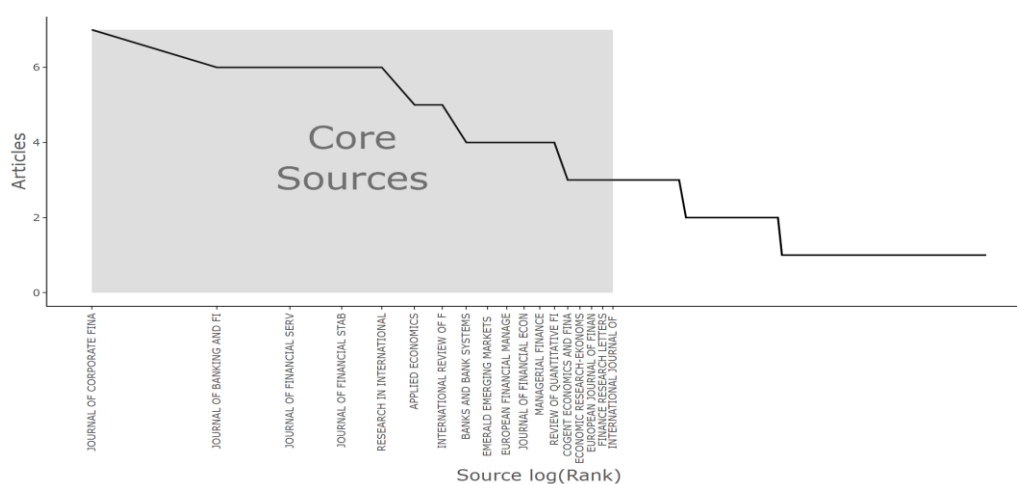 Articles
6
4
2
0
Core
Sources
JOURNAL OF CORPORATE FINA
JOURNAL OF BANKING AND FI
JOURNAL OF FINANCIAL SERV
JOURNAL OF FINANCIAL STAB
RESEARCH IN INTERNATIONAL
APPLIED ECONOMICS
INTERNATIONAL REVIEW OF F
BANKS AND BANK SYSTEMS
EMERALD EMERGING MARKETS
EUROPEAN FINANCIAL MANAGE
JOURNAL OF FINANCIAL ECON
MANAGERIAL FINANCE
REVIEW OF QUANTITATIVE FI
COGENT ECONOMICS AND FINA
ECONOMIC RESEARCH-EKONOMS
EUROPEAN JOURNAL OF FINAN
FINANCE RESEARCH LETTERS
INTERNATIONAL JOURNAL OF
Source log(Rank)